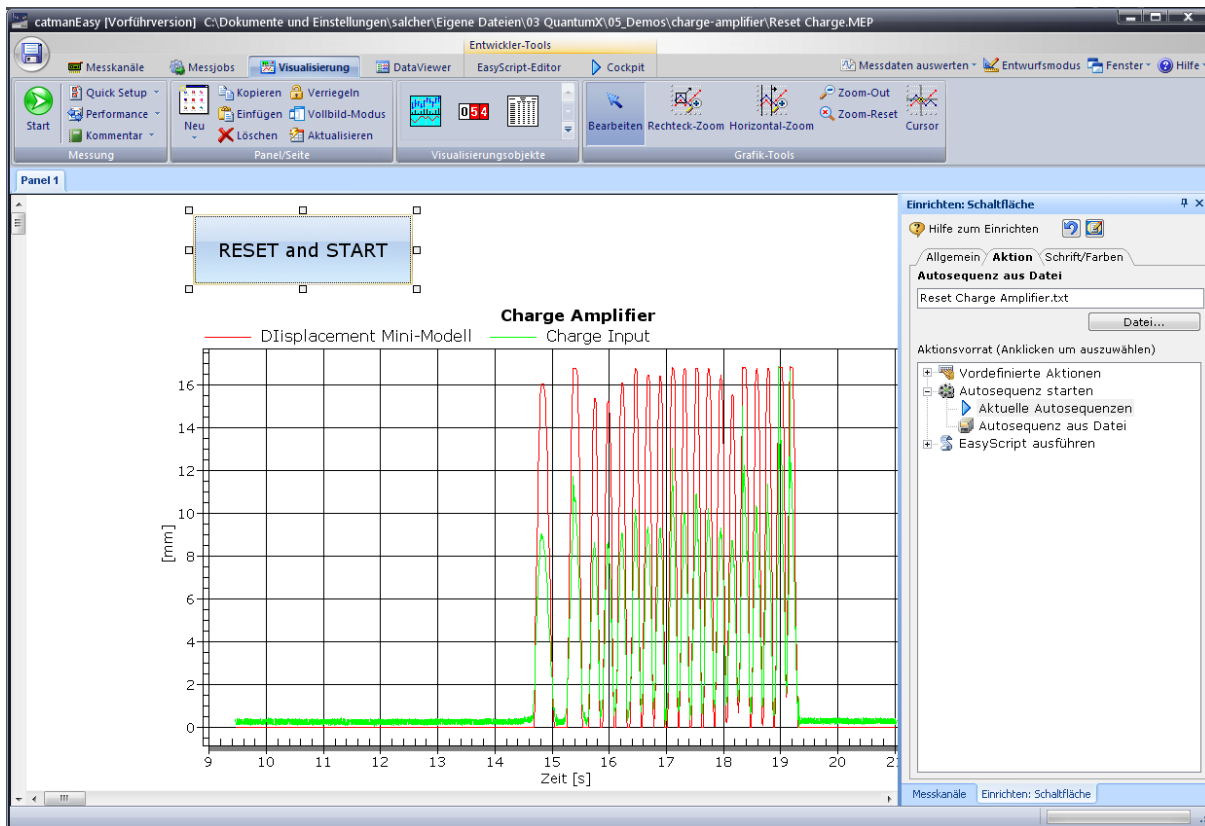 catmanEasy [Vorführversion] C:\Dokumente und Einstellungen\salcher\Eigene Dateien\03 QuantumX\05_Demos\charge-amplifier\Reset Charge.MEP
Entwickler-Tools
Messkanäle Messjobs Visualisierung DataViewer EasyScript-Editor Cockpit Messdaten auswerten Entwurfsmodus Fenster Hilfe
Start
Quick Setup
Performance
Kommentar
Messung
Neu
Kopieren Verriegeln
Einfügen Vollbild-Modus
Löschen Aktualisieren
Panel/Seite
054
Visualisierungsobjekte
Bearbeiten Rechteck-Zoom Horizontal-Zoom
Zoom-Out
Zoom-Reset
Cursor
Grafik-Tools
Panel 1
RESET and START
Charge Amplifier
DIisplacement Mini-Modell Charge Input
[mm]
16
14
12
10
8
6
4
2
0
9 10 11 12 13 14 15 16 17 18 19 20
Zeit [s]
Einrichten: Schaltfläche
Hilfe zum Einrichten
Allgemein Aktion Schrift/Farben
Autosequenz aus Datei
Reset Charge Amplifier.txt
Datei...
Aktionsvorrat (Anklicken um auszuwählen)
Vordefinierte Aktionen
Autosequenz starten
Aktuelle Autosequenzen
Autosequenz aus Datei
EasyScript ausführen
Messkanäle Einrichten: Schaltfläche